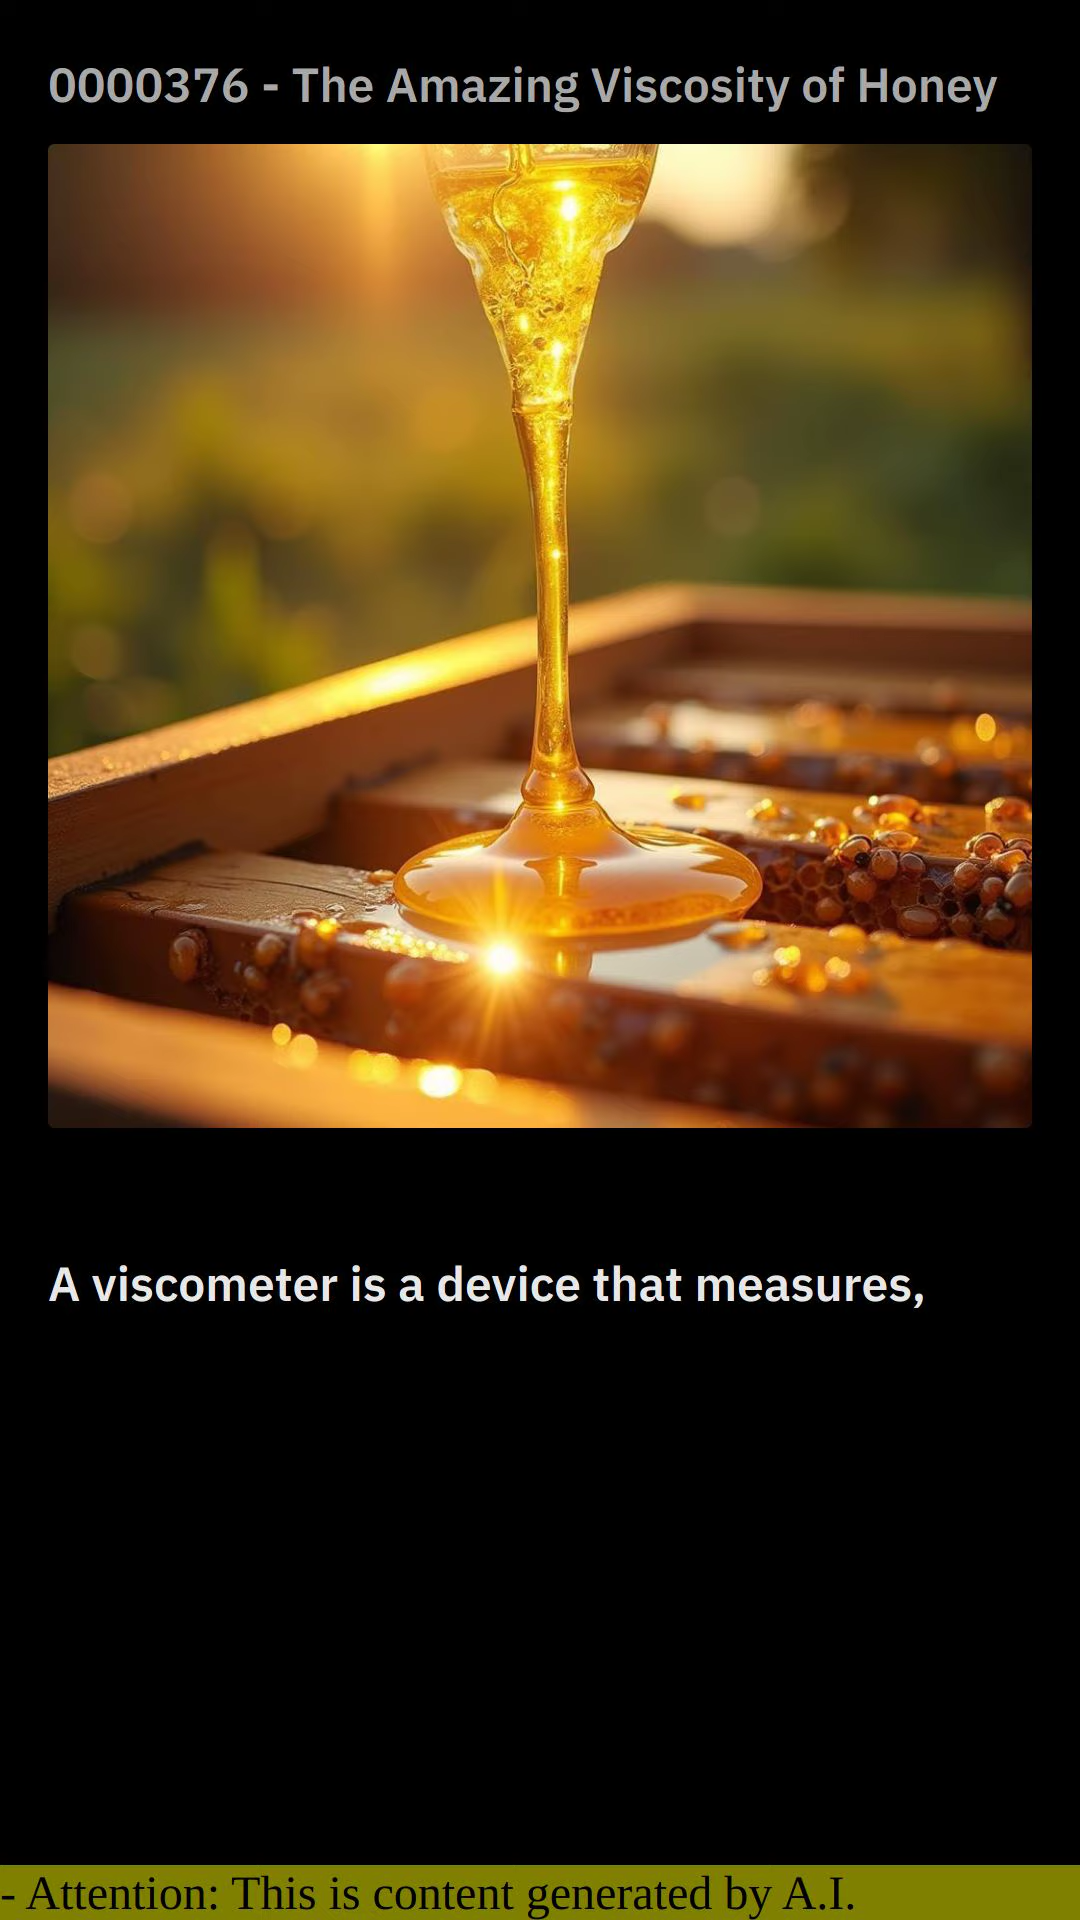 0000376 - The Amazing Viscosity of Honey
A viscometer is a device that measures,
- Attention: This is content generated by A.I.